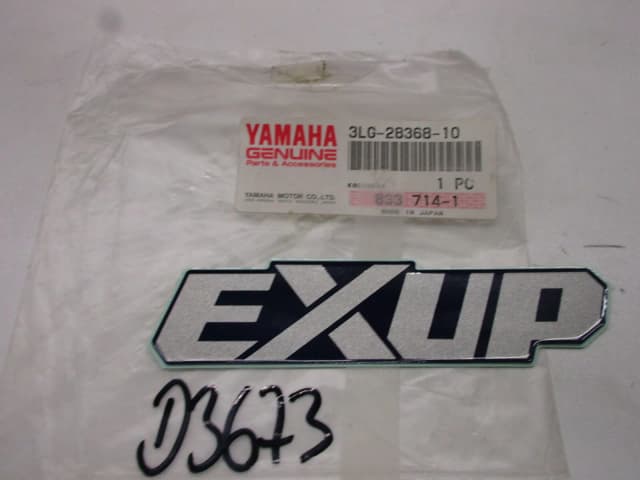 YAMAHA
GENUINE
Parts & Accessories
3LG-28368-10
1 PC
YAMAHA MOTOR CO.,LTD.
833 714-1
MADE IN JAPAN
EXUP
D3673